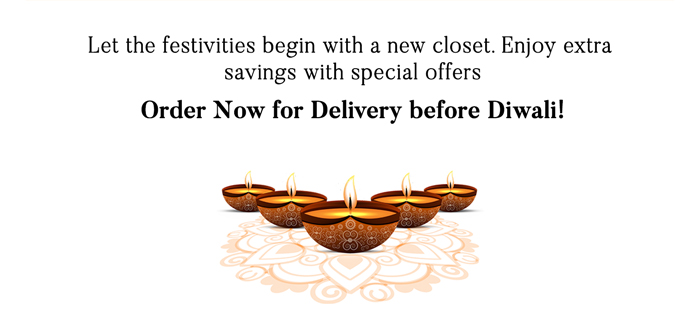 Let the festivities begin with a new closet. Enjoy extra
savings with special offers
Order Now for Delivery before Diwali!